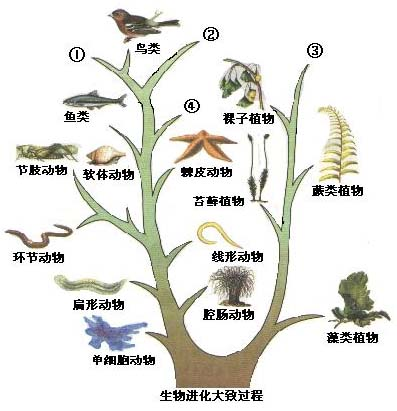 鸟类
①
②
③
鱼类
④
裸子植物
节肢动物
软体动物
棘皮动物
苔藓植物
蕨类植物
环节动物
线形动物
扁形动物
腔肠动物
单细胞动物
藻类植物
生物进化大致过程